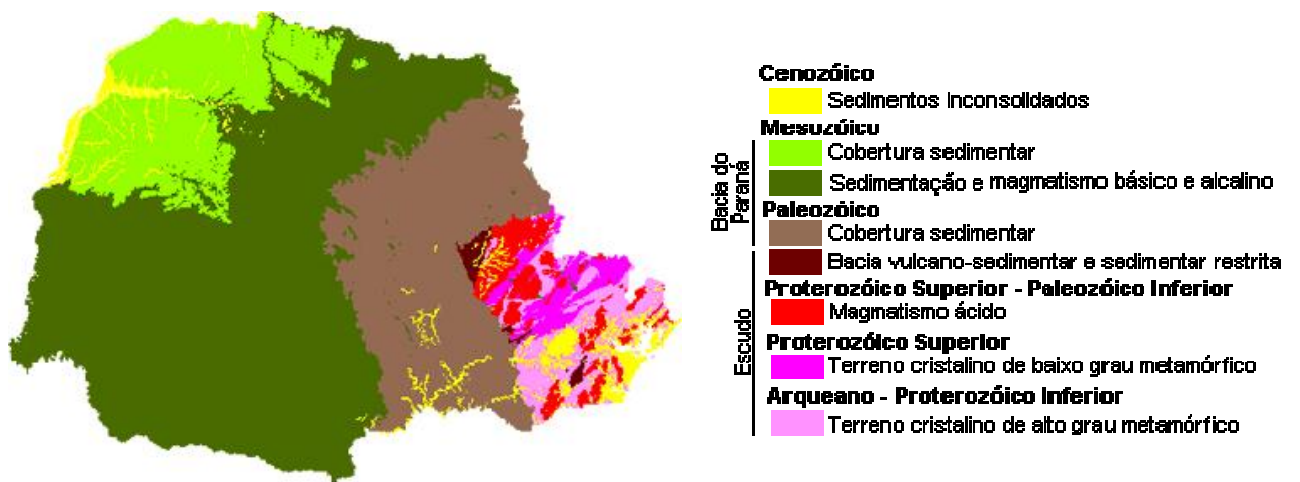 Cenozóico
Sedimentos Inconsolidados
Mesozóico
Cobertura sedimentar
Sedimentação e magmatismo básico e alcalino
Bacia do
Paraná
Paleozóico
Cobertura sedimentar
Bacia vulcano-sedimentar e sedimentar restrita
Proterozóico Superior - Paleozóico Inferior
Magmatismo ácido
Escudo
Proterozóico Superior
Terreno cristalino de baixo grau metamórfico
Arqueano - Proterozóico Inferior
Terreno cristalino de alto grau metamórfico